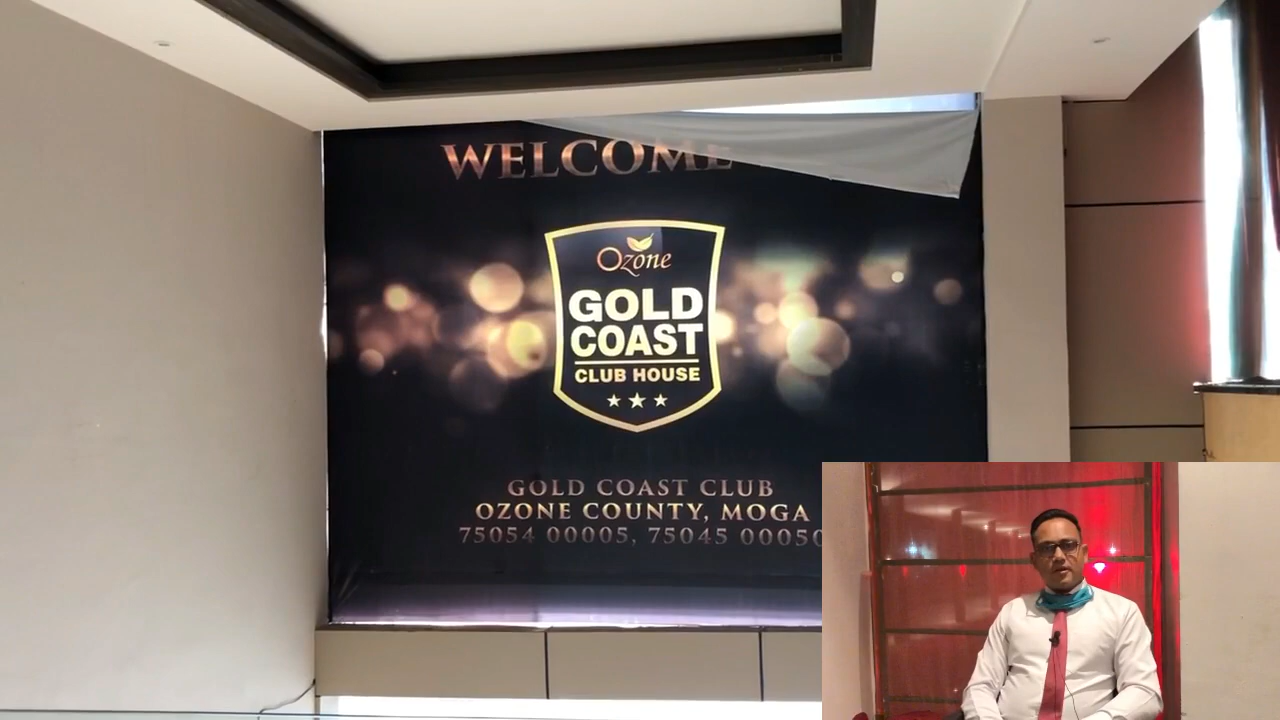 WELCOME
Ozone
GOLD
COAST
CLUB HOUSE
GOLD COAST CLUB
OZONE COUNTY, MOGA
75054 00005, 75045 00050